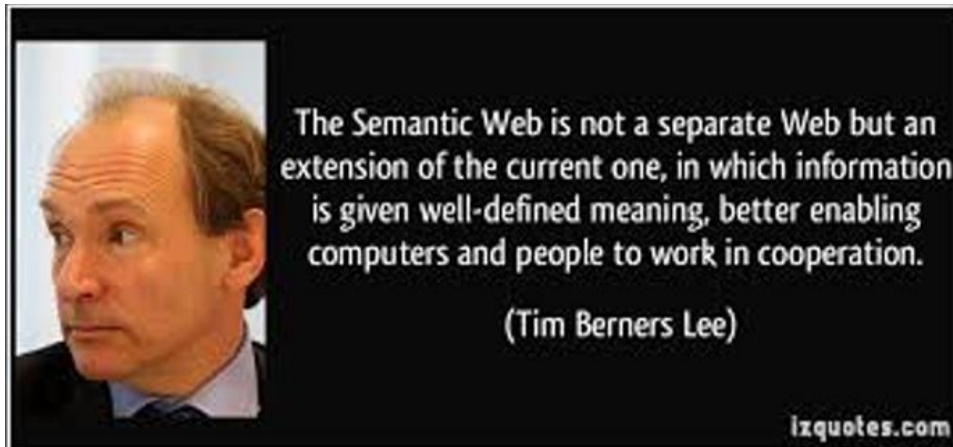 The Semantic Web is not a separate Web but an
extension of the current one, in which information
is given well-defined meaning, better enabling
computers and people to work in cooperation.
(Tim Berners Lee)
izquotes.com